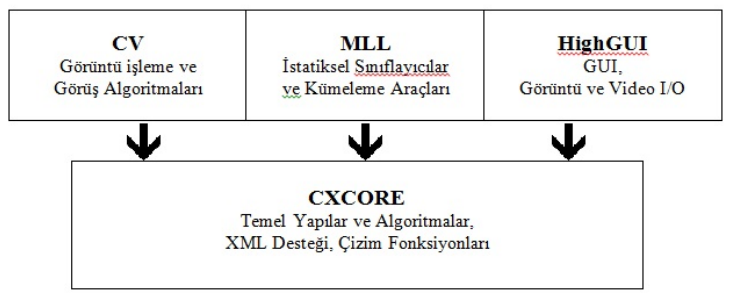 CV
Görüntü işleme ve
Görüş Algoritmaları
MLL
İstatiksel Sınıflayıcılar
ve Kümeleme Araçları
HighGUI
GUI,
Görüntü ve Video I/O
CXCORE
Temel Yapılar ve Algoritmalar,
XML Desteği, Çizim Fonksiyonları